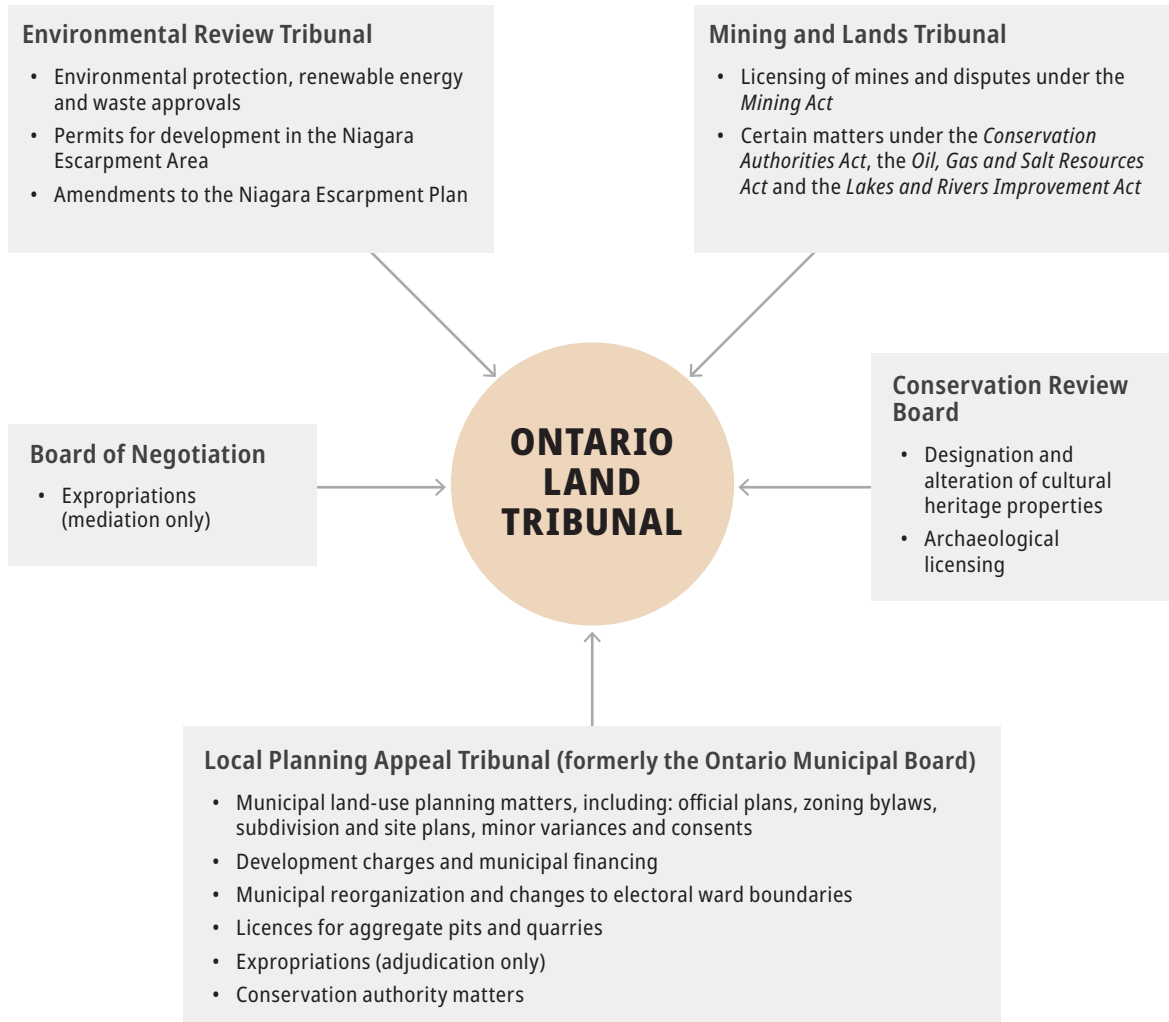 Environmental Review Tribunal
• Environmental protection, renewable energy
and waste approvals
• Permits for development in the Niagara
Escarpment Area
• Amendments to the Niagara Escarpment Plan
Mining and Lands Tribunal
• Licensing of mines and disputes under the
Mining Act
• Certain matters under the Conservation
Authorities Act, the Oil, Gas and Salt Resources
Act and the Lakes and Rivers Improvement Act
Board of Negotiation
• Expropriations
(mediation only)
ONTARIO
LAND
TRIBUNAL
Conservation Review
Board
• Designation and
alteration of cultural
heritage properties
• Archaeological
licensing
Local Planning Appeal Tribunal (formerly the Ontario Municipal Board)
• Municipal land-use planning matters, including: official plans, zoning bylaws,
subdivision and site plans, minor variances and consents
• Development charges and municipal financing
• Municipal reorganization and changes to electoral ward boundaries
• Licences for aggregate pits and quarries
• Expropriations (adjudication only)
• Conservation authority matters